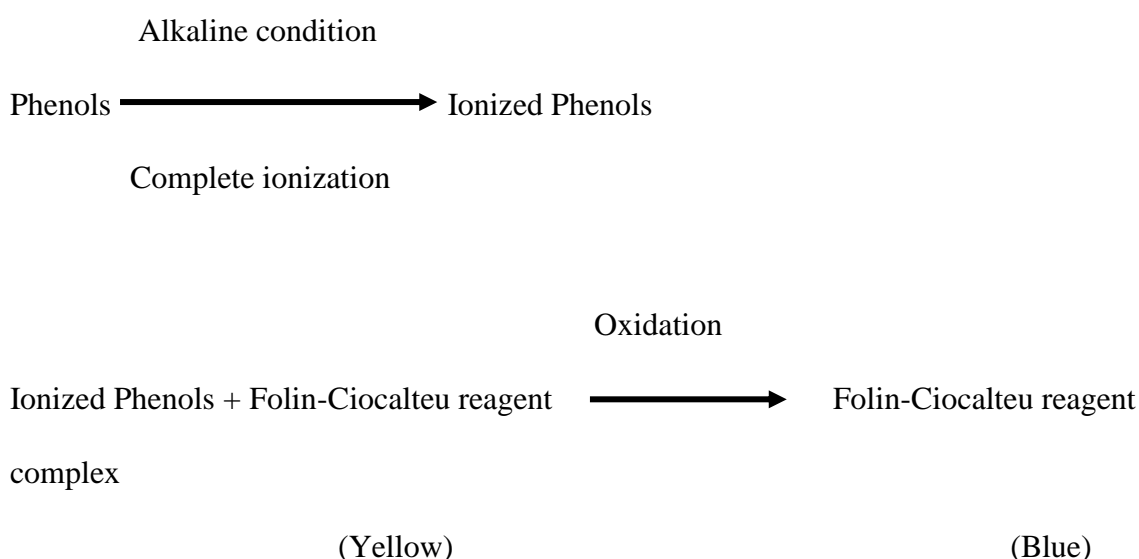 Alkaline condition
Phenols Ionized Phenols
Complete ionization
Oxidation
Ionized Phenols + Folin-Ciocalteu reagent Folin-Ciocalteu reagent
complex
(Yellow) (Blue)